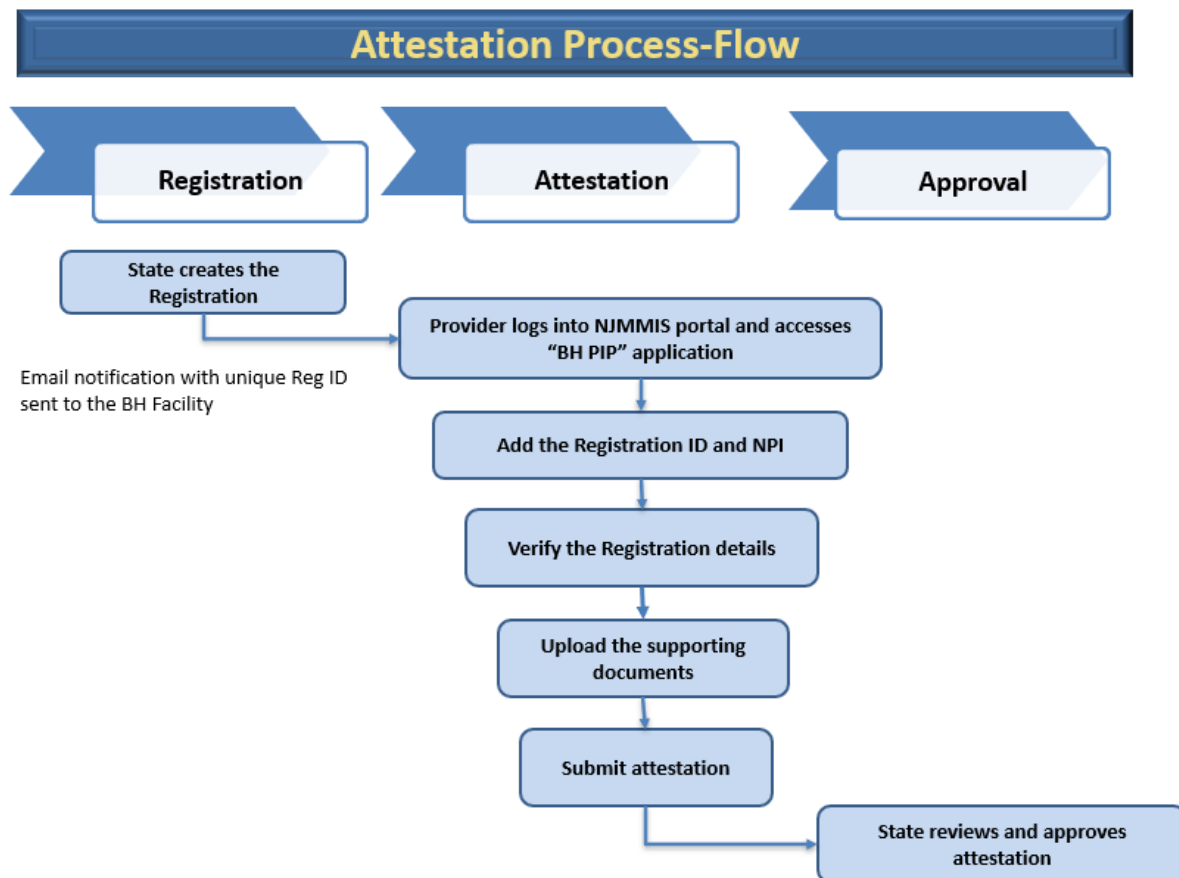 Attestation Process-Flow
Registration
Attestation
Approval
State creates the
Registration
Provider logs into NJMMIS portal and accesses
“BH PIP” application
Email notification with unique Reg ID
sent to the BH Facility
Add the Registration ID and NPI
Verify the Registration details
Upload the supporting
documents
Submit attestation
State reviews and approves
attestation